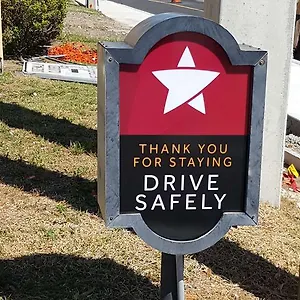 THANK YOU
FOR STAYING
DRIVE
SAFELY